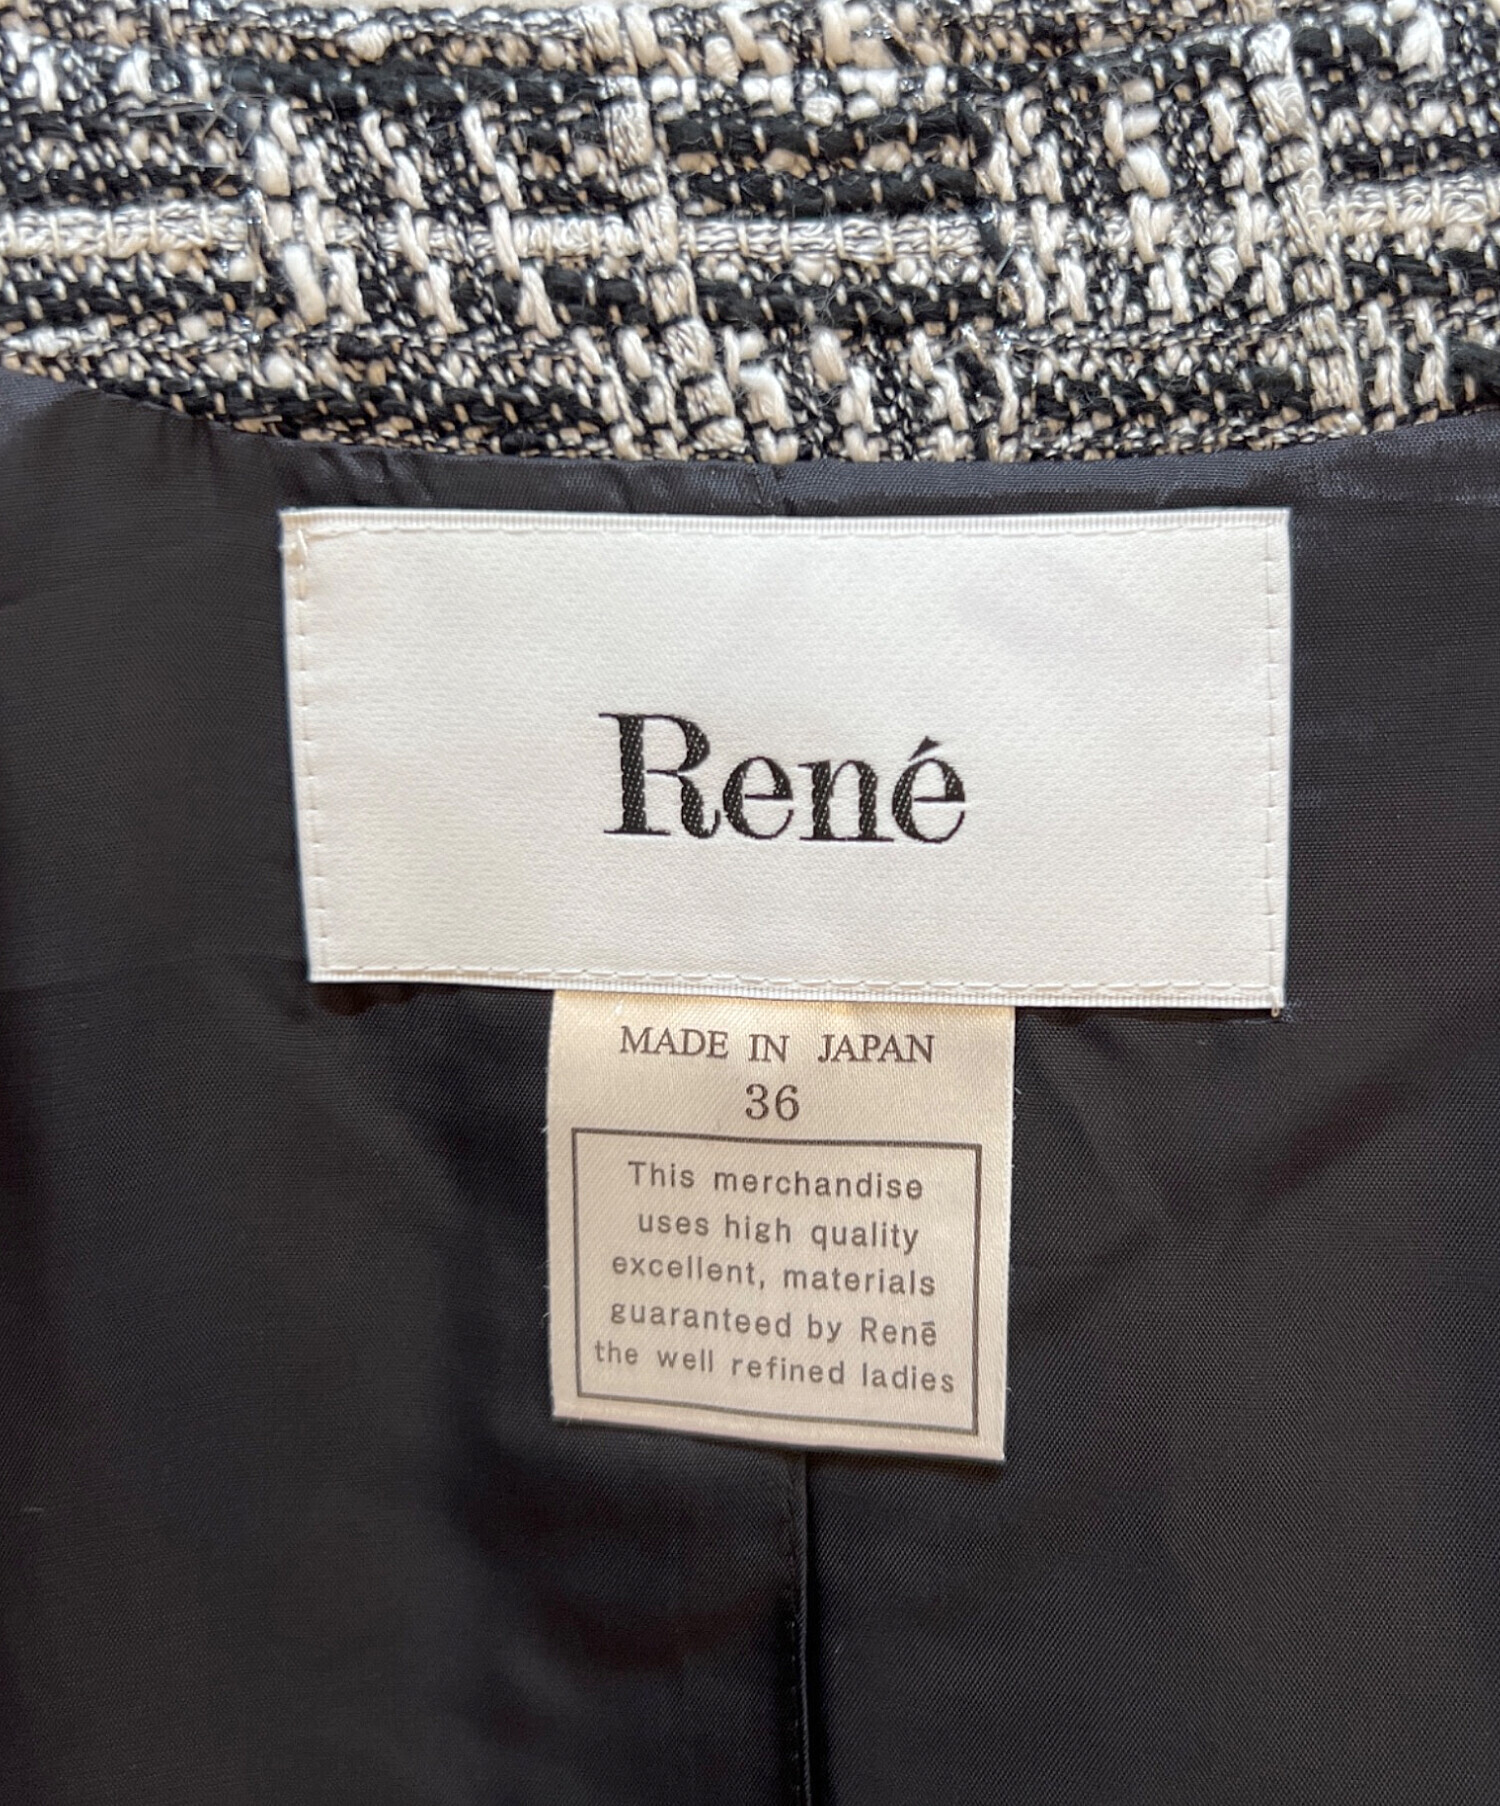 René
MADE IN JAPAN
36
This merchandise
uses high quality
excellent, materials
guaranteed by Renē
the well refined ladies